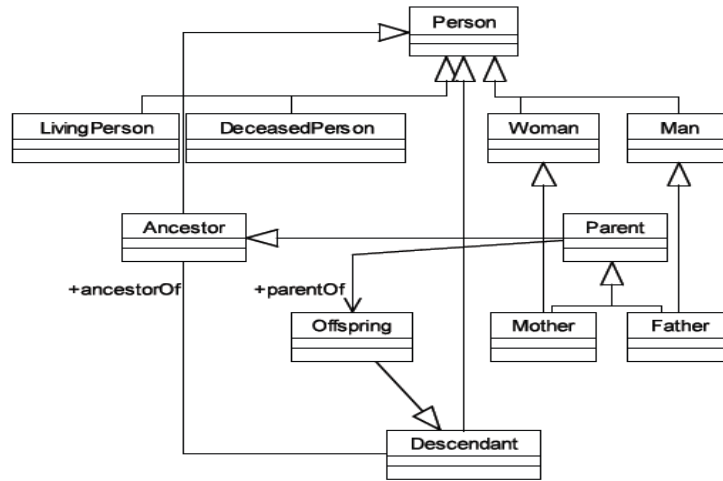 Person
LivingPerson
DeceasedPerson
Woman
Man
Ancestor
Parent
+ancestorOf
+parentOf
Offspring
Mother
Father
Descendant